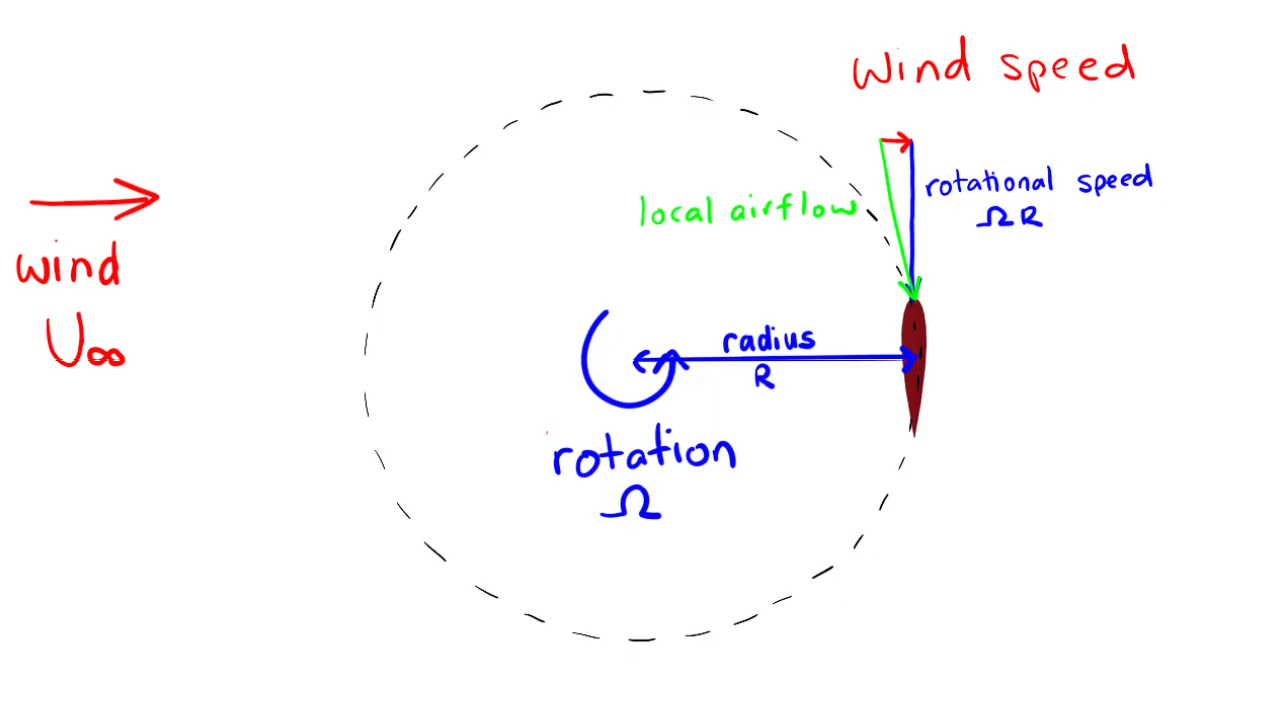 Wind speed
rotational speed
ΩR
local airflow
wind
U∞
radius
R
rotation
Ω